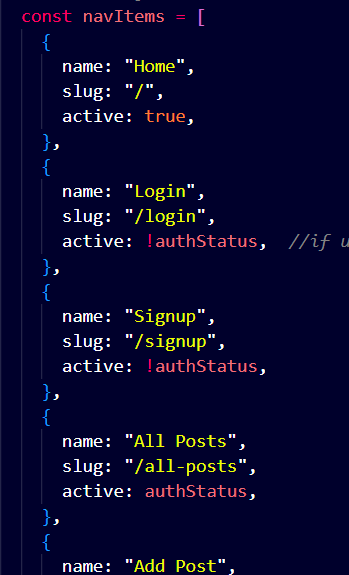 const navItems = [
{
name: "Home",
slug: "/",
active: true,
},
{
name: "Login",
slug: "/login",
active: !authStatus, //if u
},
{
name: "Signup",
slug: "/signup",
active: !authStatus,
},
{
name: "All Posts",
slug: "/all-posts",
active: authStatus,
},
{
name: "Add Post",